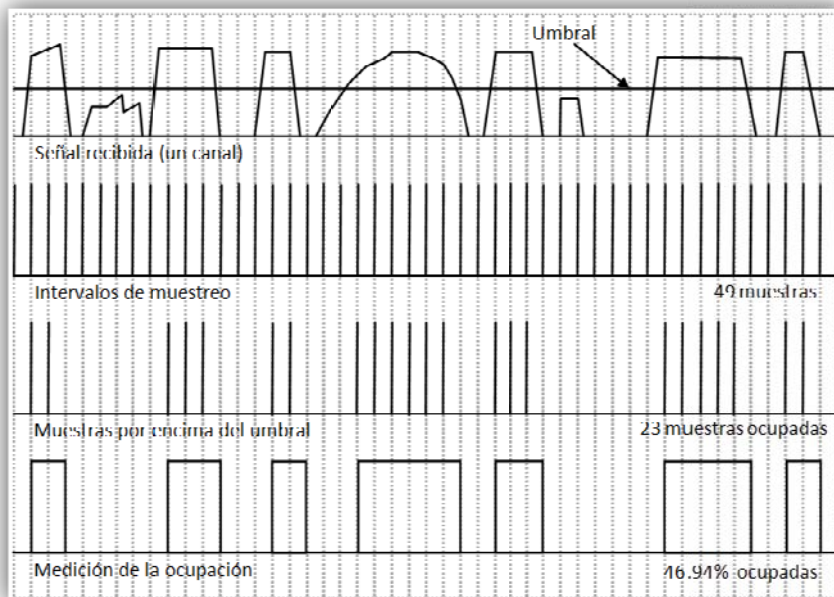 Umbral
Señal recibida (un canal)
Intervalos de muestreo
49 muestras
Muestras por encima del umbral
23 muestras ocupadas
Medición de la ocupación
46.94% ocupadas